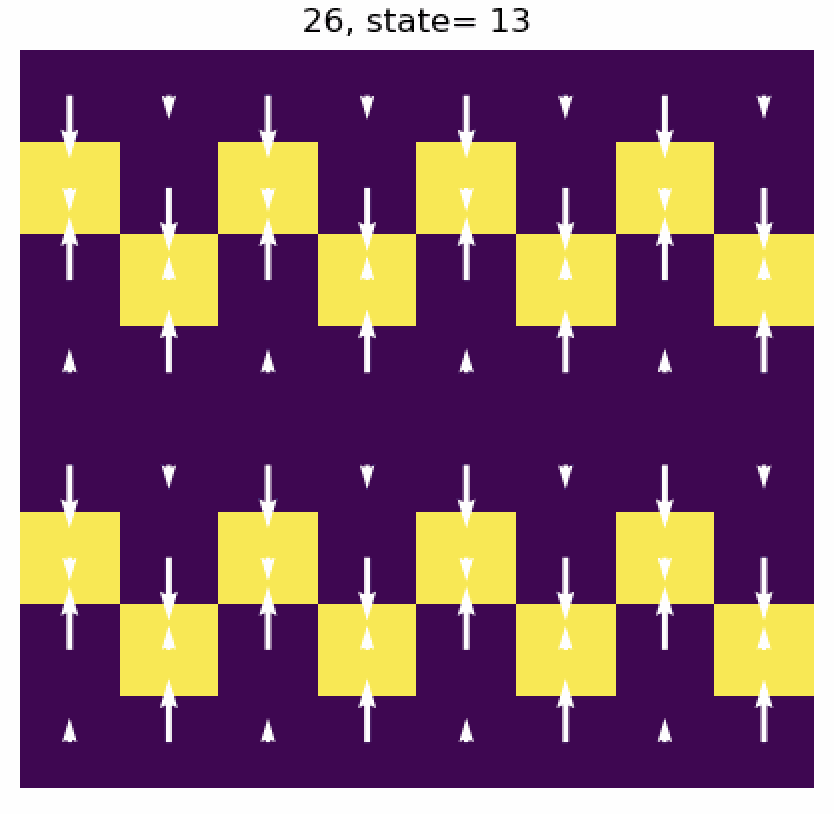 26, state= 13